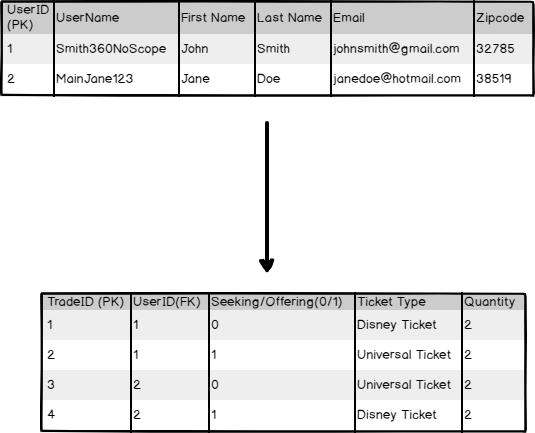 UserID (PK) UserName First Name Last Name Email Zipcode
1 Smith360NoScope John Smith johnsmith@gmail.com 32785
2 MainJane123 Jane Doe janedoe@hotmail.com 38519
TradeID (PK) UserID(FK) Seeking/Offering(0/1) Ticket Type Quantity
1 1 0 Disney Ticket 2
2 1 1 Universal Ticket 2
3 2 0 Universal Ticket 2
4 2 1 Disney Ticket 2